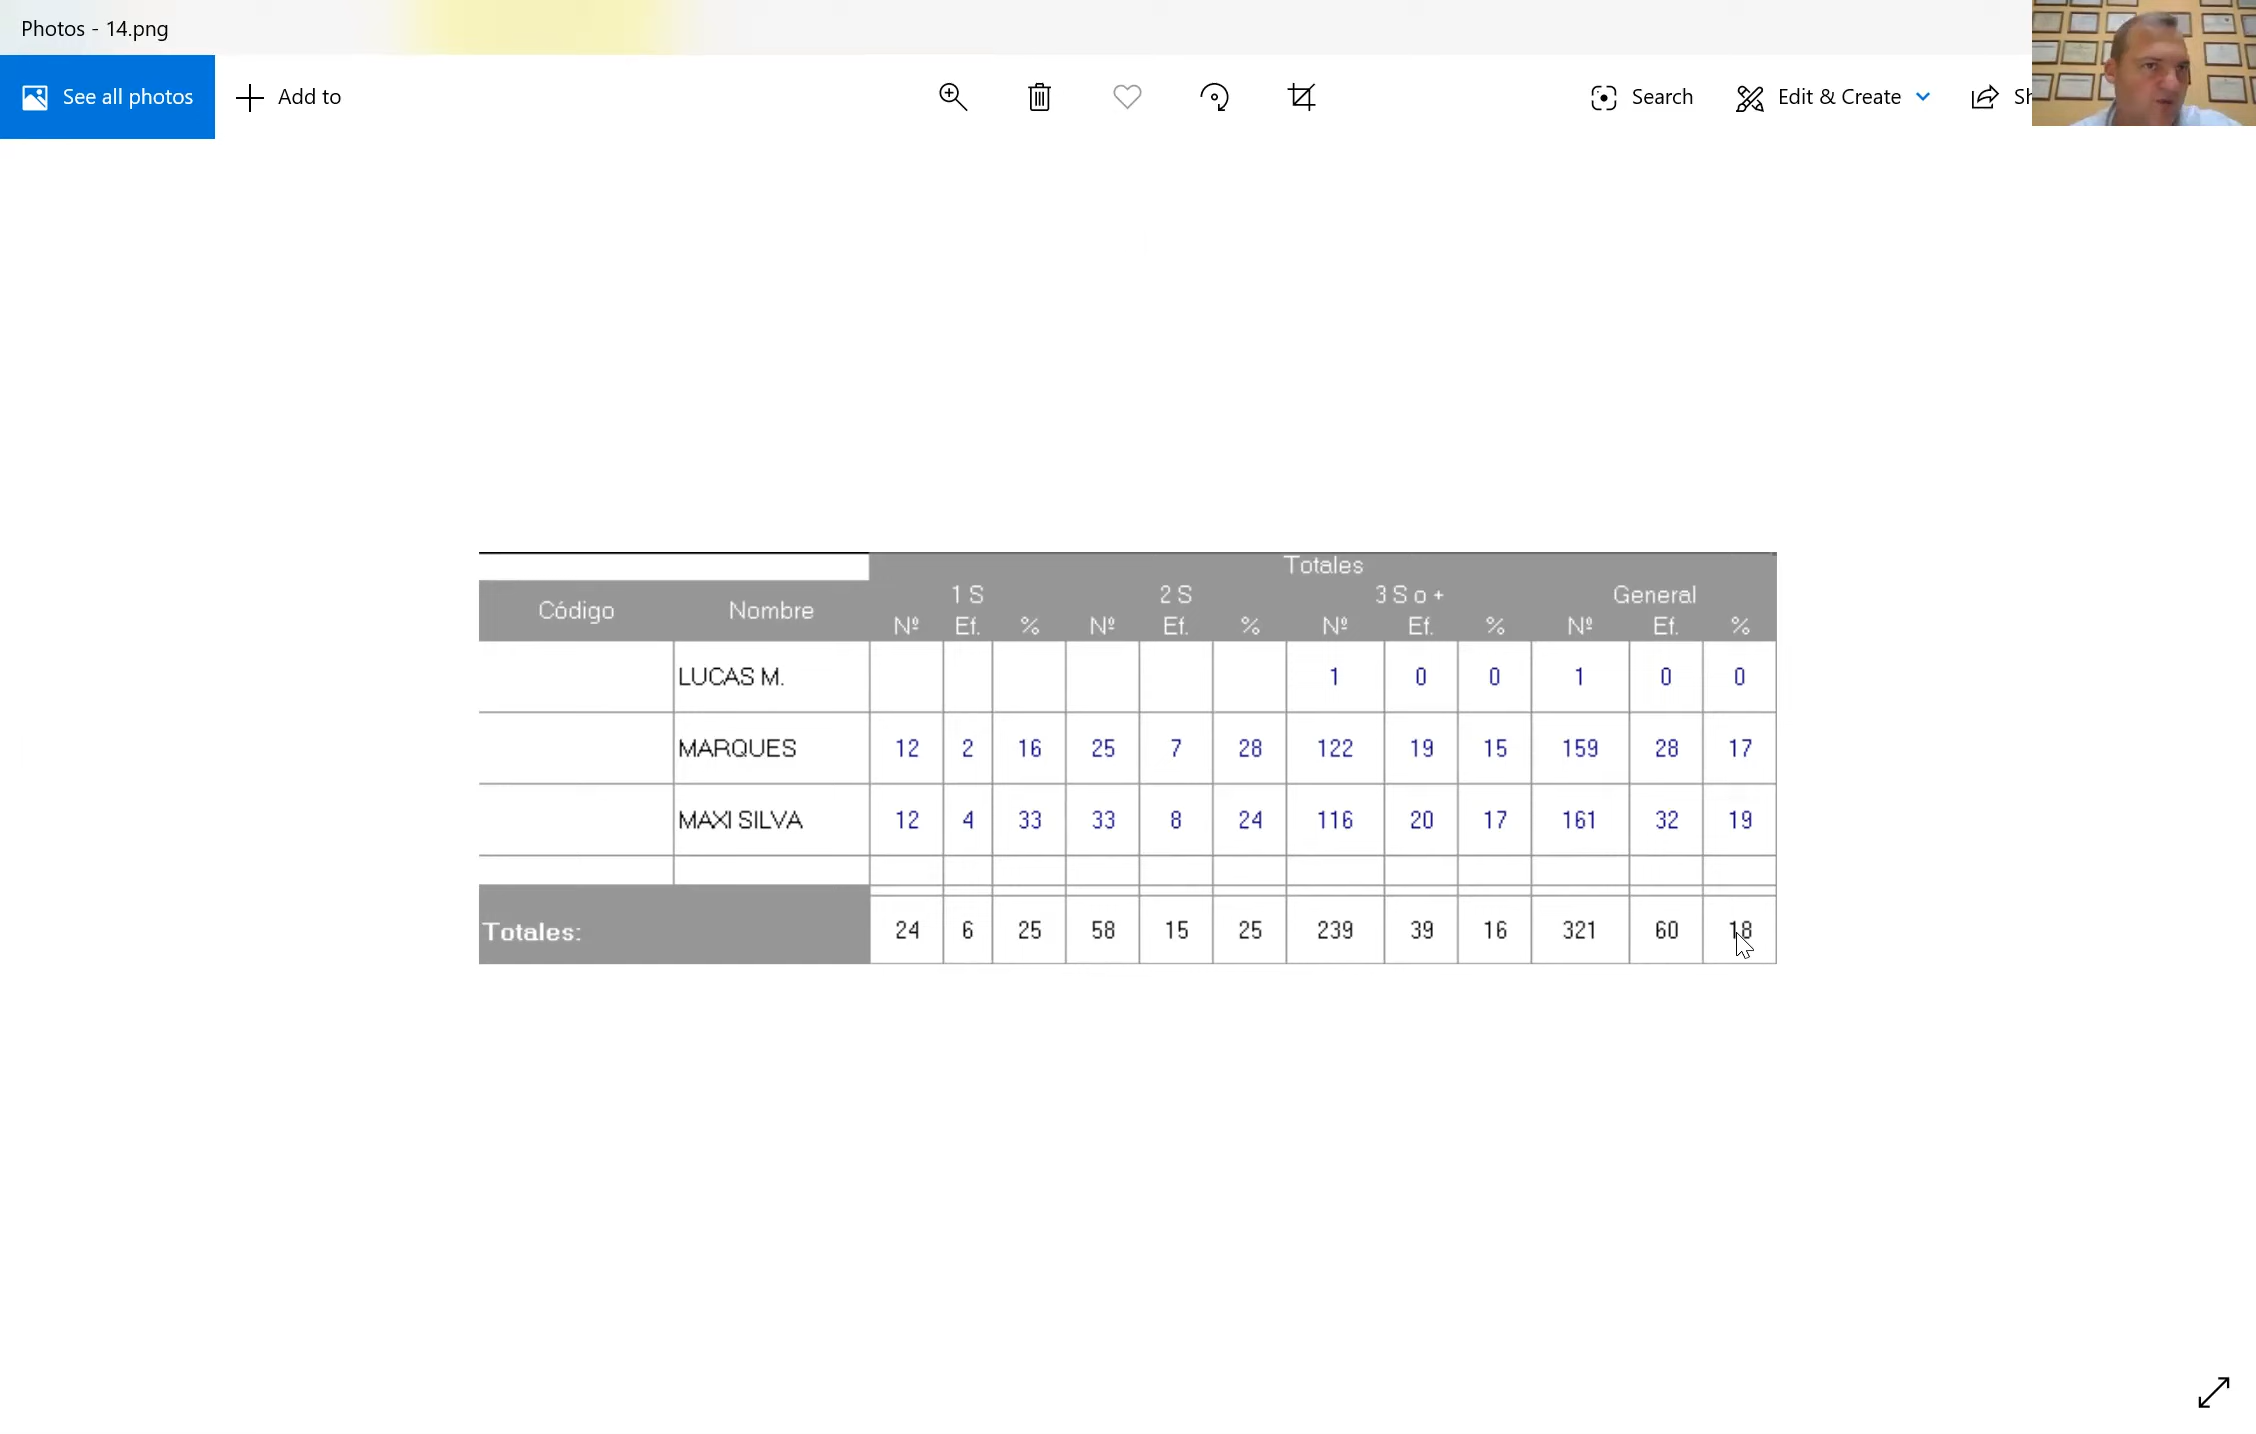 Photos - 14.png
See all photos
Add to
Search
Edit & Create
Totales
1 S 2 S 3 S o + General
Código Nombre
Nº Ef. % Nº Ef. % Nº Ef. % Nº Ef. %
LUCAS M. 1 0 0 1 0 0
MARQUES 12 2 16 25 7 28 122 19 15 159 28 17
MAXI SILVA 12 4 33 33 8 24 116 20 17 161 32 19
Totales: 24 6 25 58 15 25 239 39 16 321 60 18